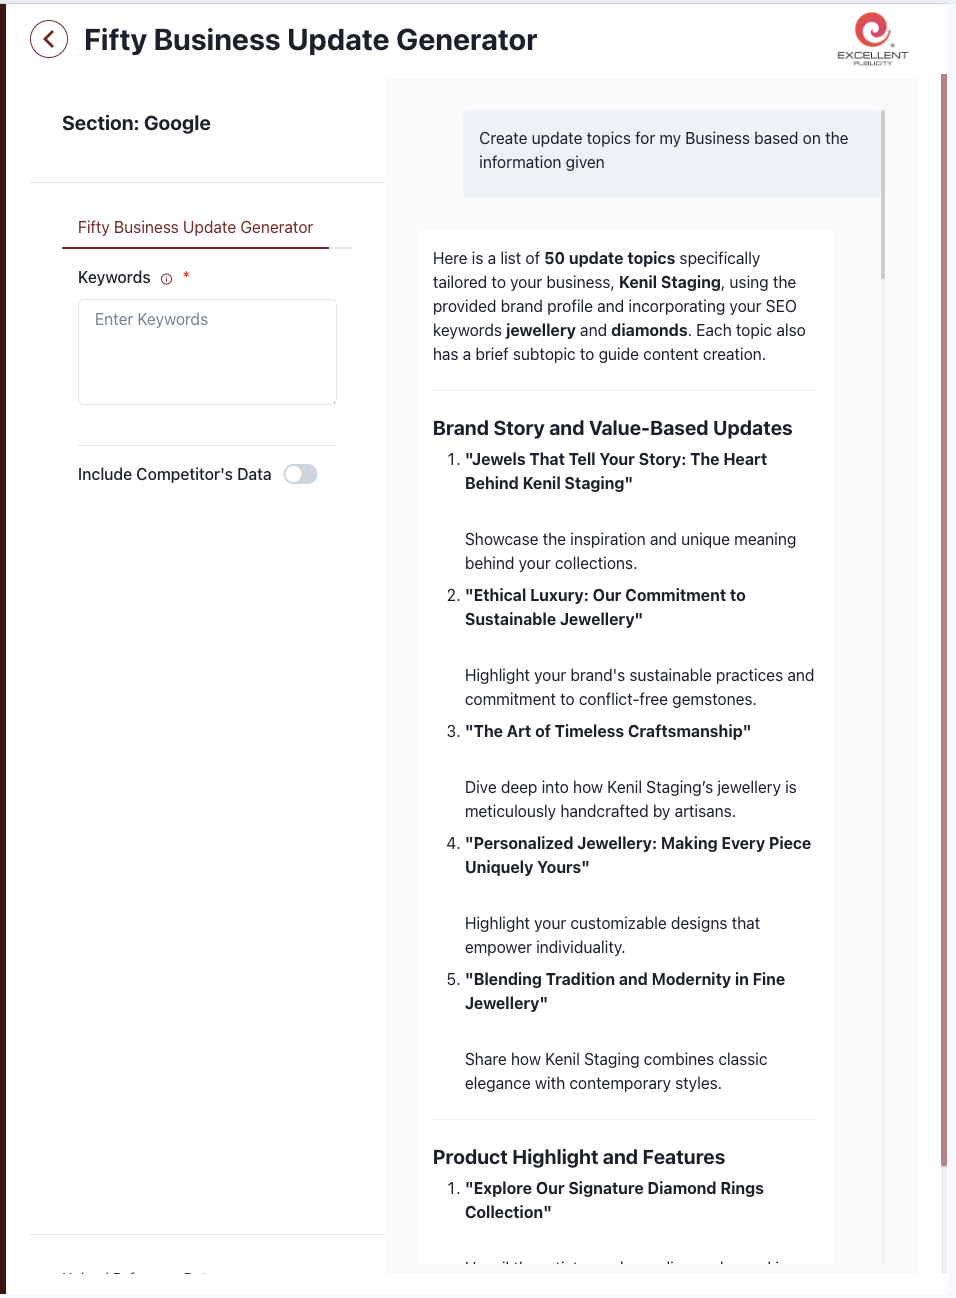 Fifty Business Update Generator
EXCELLENT
PUBLICITY
Section: Google
Fifty Business Update Generator
Keywords *
Enter Keywords
Include Competitor's Data
Create update topics for my Business based on the
information given
Here is a list of 50 update topics specifically
tailored to your business, Kenil Staging, using the
provided brand profile and incorporating your SEO
keywords jewellery and diamonds. Each topic also
has a brief subtopic to guide content creation.
Brand Story and Value-Based Updates
1. "Jewels That Tell Your Story: The Heart
Behind Kenil Staging"
Showcase the inspiration and unique meaning
behind your collections.
2. "Ethical Luxury: Our Commitment to
Sustainable Jewellery"
Highlight your brand's sustainable practices and
commitment to conflict-free gemstones.
3. "The Art of Timeless Craftsmanship"
Dive deep into how Kenil Staging’s jewellery is
meticulously handcrafted by artisans.
4. "Personalized Jewellery: Making Every Piece
Uniquely Yours"
Highlight your customizable designs that
empower individuality.
5. "Blending Tradition and Modernity in Fine
Jewellery"
Share how Kenil Staging combines classic
elegance with contemporary styles.
Product Highlight and Features
1. "Explore Our Signature Diamond Rings
Collection"